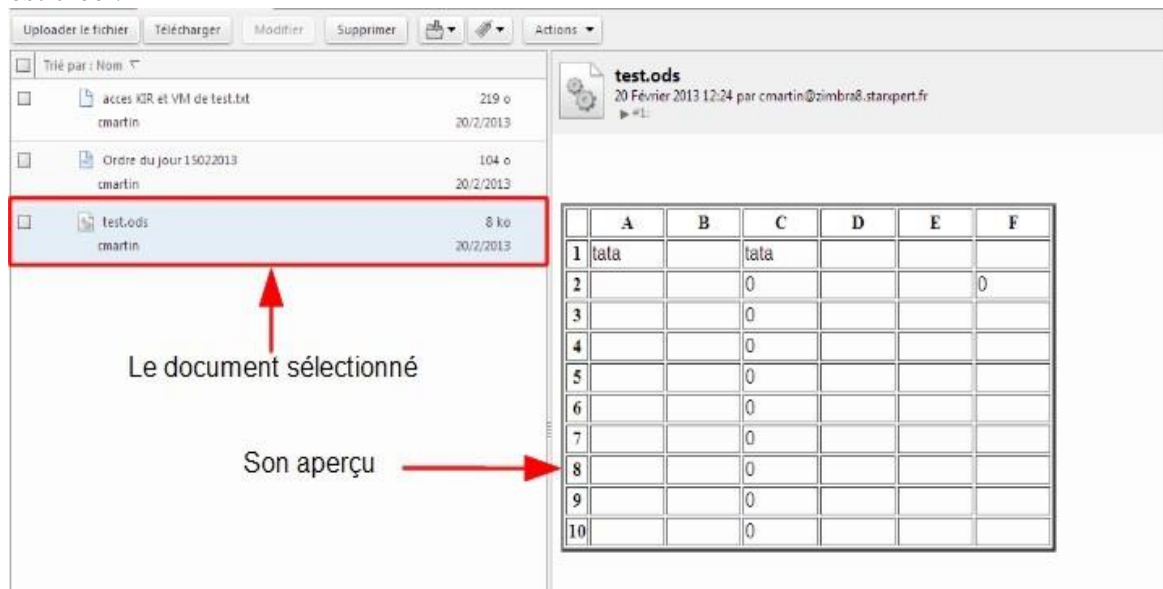 Uploader le fichier Télécharger Modifier Supprimer Actions
Trié par : Nom
acces KIR et VM de test.txt 219 o
cmartin 20/2/2013
Ordre du jour 15022013 104 o
cmartin 20/2/2013
test.ods 8 ko
cmartin 20/2/2013
Le document sélectionné
Son aperçu
test.ods
20 Février 2013 12:24 par cmartin@zimbra8.starxpert.fr
#1:
A B C D E F
1 tata tata
2 0 0
3 0
4 0
5 0
6 0
7 0
8 0
9 0
10 0